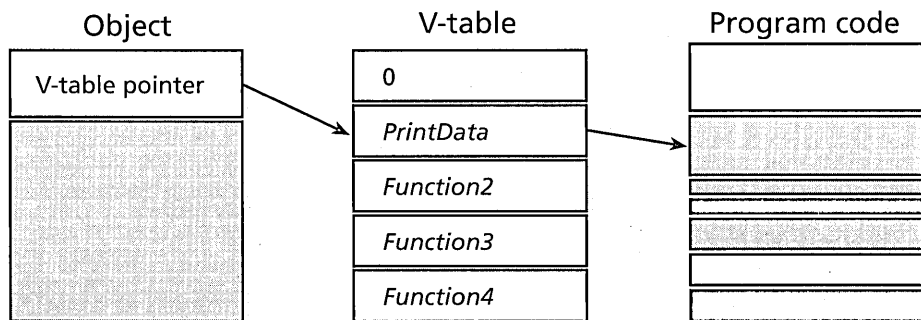 Object
V-table
Program code
V-table pointer
0
PrintData
Function2
Function3
Function4